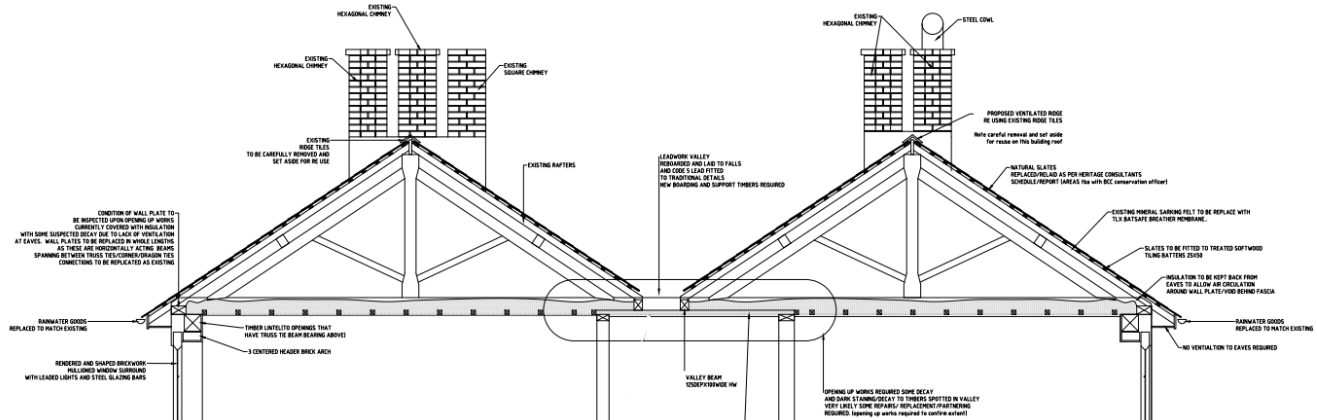 EXISTING
HEXAGONAL CHIMNEY
EXISTING
HEXAGONAL CHIMNEY
EXISTING
SQUARE CHIMNEY
EXISTING
RIDGE TILES
TO BE CAREFULLY REMOVED AND
SET ASIDE FOR RE USE
EXISTING RAFTERS
CONDITION OF WALL PLATE TO
BE INSPECTED UPON OPENING UP WORKS
CURRENTLY COVERED WITH INSULATION
WITH SOME SUSPECTED DECAY DUE TO LACK OF VENTILATION
AT EAVES. WALL PLATES TO BE REPLACED IN WHOLE LENGTHS
AS THESE ARE HORIZONTALLY ACTING BEAMS
SPANNING BETWEEN TRUSS TIES/CORNER/DRAGON TIES
CONNECTIONS TO BE REPLICATED AS EXISTING
RAINWATER GOODS
REPLACED TO MATCH EXISTING
TIMBER LINTEL(TO OPENINGS THAT
HAVE TRUSS TIE BEAM BEARING ABOVE)
3 CENTERED HEADER BRICK ARCH
RENDERED AND SHAPED BRICKWORK
MULLIONED WINDOW SURROUND
WITH LEADED LIGHTS AND STEEL GLAZING BARS
LEADWORK VALLEY
REBOARDED AND LAID TO FALLS
AND CODE 5 LEAD FITTED
TO TRADITIONAL DETAILS
NEW BOARDING AND SUPPORT TIMBERS REQUIRED
VALLEY BEAM
125DEPX100WIDE HW
EXISTING
HEXAGONAL CHIMNEY
STEEL COWL
PROPOSED VENTILATED RIDGE
RE USING EXISTING RIDGE TILES
Note careful removal and set aside
for reuse on this building roof
NATURAL SLATES
REPLACED/RELAID AS PER HERITAGE CONSULTANTS
SCHEDULE/REPORT (AREAS tba with BCC conservation officer)
EXISTING MINERAL SARKING FELT TO BE REPLACE WITH
TLX BATSAFE BREATHER MEMBRANE.
SLATES TO BE FITTED TO TREATED SOFTWOOD
TILING BATTENS 25X50
INSULATION TO BE KEPT BACK FROM
EAVES TO ALLOW AIR CIRCULATION
AROUND WALL PLATE/VOID BEHIND FASCIA
RAINWATER GOODS
REPLACED TO MATCH EXISTING
NO VENTIALTION TO EAVES REQUIRED
OPENING UP WORKS REQUIRED SOME DECAY
AND DARK STAINING/DECAY TO TIMBERS SPOTTED IN VALLEY
VERY LIKELY SOME REPAIRS/ REPLACEMENT/PARTNERING
REQUIRED. (opening up works required to confirm extent)